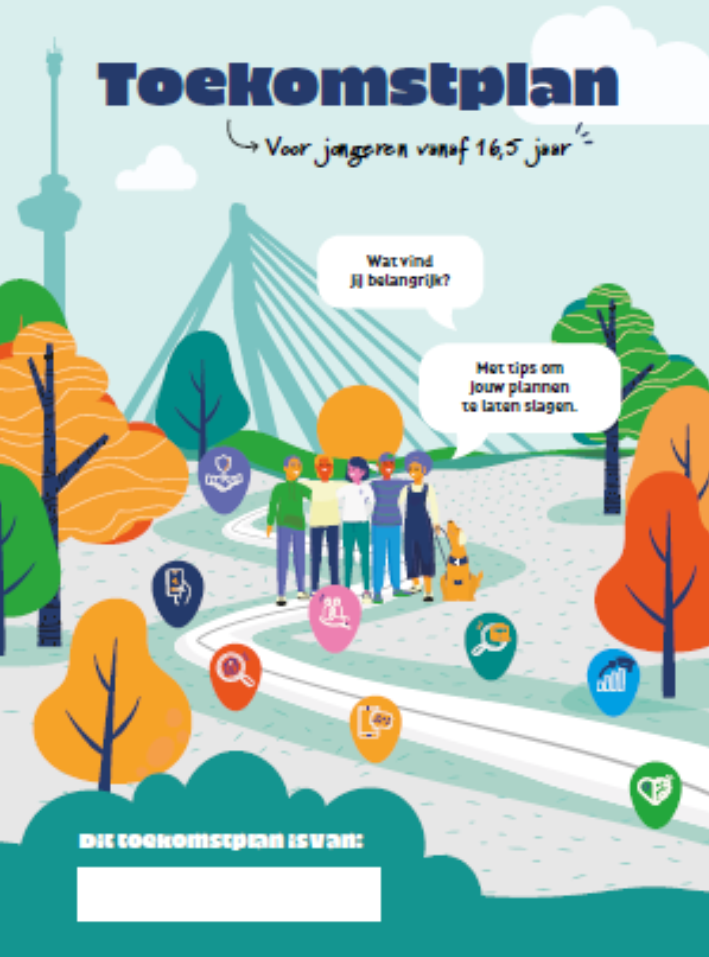 Toekomstplan
Voor jongeren vanaf 16,5 jaar
Wat vind
jij belangrijk?
Met tips om
jouw plannen
te laten slagen.
Dit toekomstplan is van: